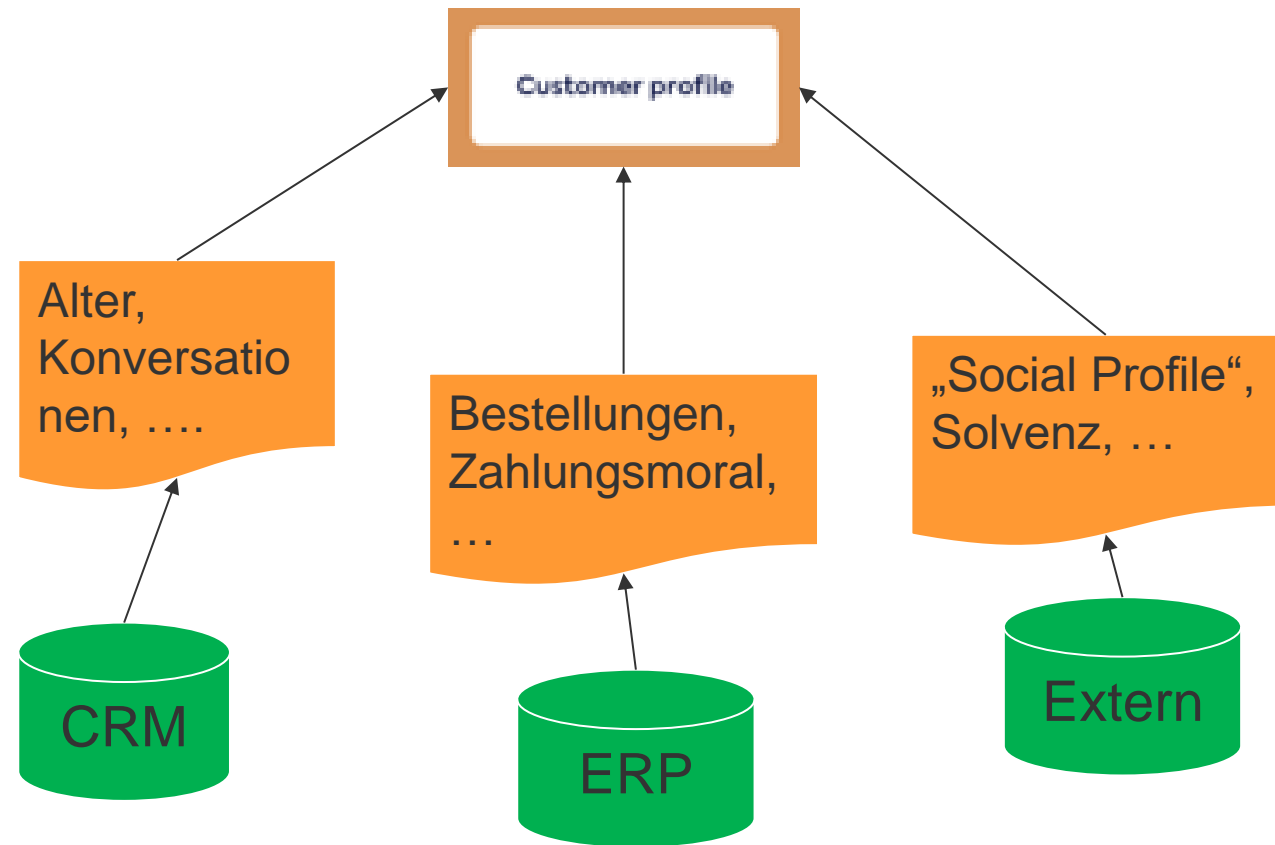 Customer profile
Alter,
Konversatio
nen, ….
Bestellungen,
Zahlungsmoral,
…
„Social Profile“,
Solvenz, …
CRM
ERP
Extern